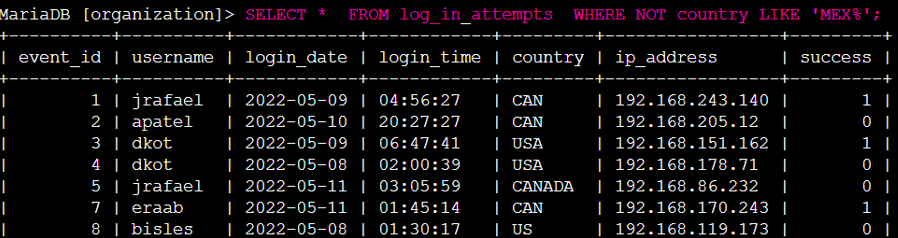 MariaDB [organization]> SELECT *  FROM log_in_attempts  WHERE NOT country LIKE 'MEX%';
+----------+----------+------------+------------+---------+-----------------+---------+
| event_id | username | login_date | login_time | country | ip_address      | success |
+----------+----------+------------+------------+---------+-----------------+---------+
|        1 | jrafael  | 2022-05-09 | 04:56:27   | CAN     | 192.168.243.140 |       1 |
|        2 | apatel   | 2022-05-10 | 20:27:27   | CAN     | 192.168.205.12  |       0 |
|        3 | dkot     | 2022-05-09 | 06:47:41   | USA     | 192.168.151.162 |       1 |
|        4 | dkot     | 2022-05-08 | 02:00:39   | USA     | 192.168.178.71  |       0 |
|        5 | jrafael  | 2022-05-11 | 03:05:59   | CANADA  | 192.168.86.232  |       0 |
|        7 | eraab    | 2022-05-11 | 01:45:14   | CAN     | 192.168.170.243 |       1 |
|        8 | bisles   | 2022-05-08 | 01:30:17   | US      | 192.168.119.173 |       0 |